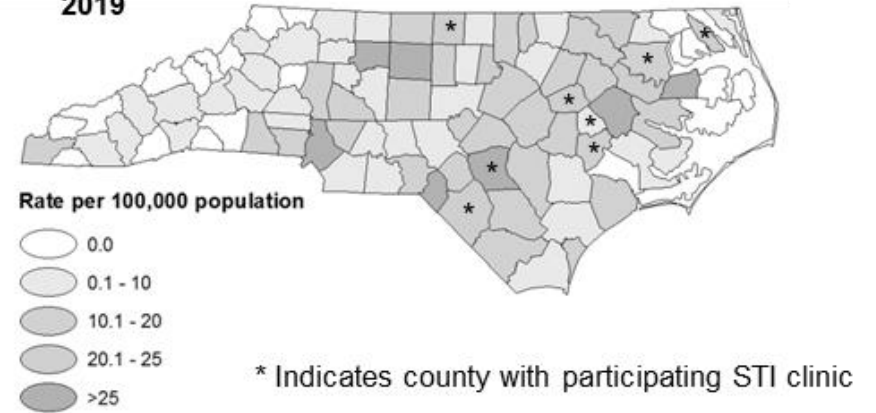 2019
*
*
*
*
*
*
*
*
Rate per 100,000 population
0.0
0.1 - 10
10.1 - 20
20.1 - 25
>25
* Indicates county with participating STI clinic